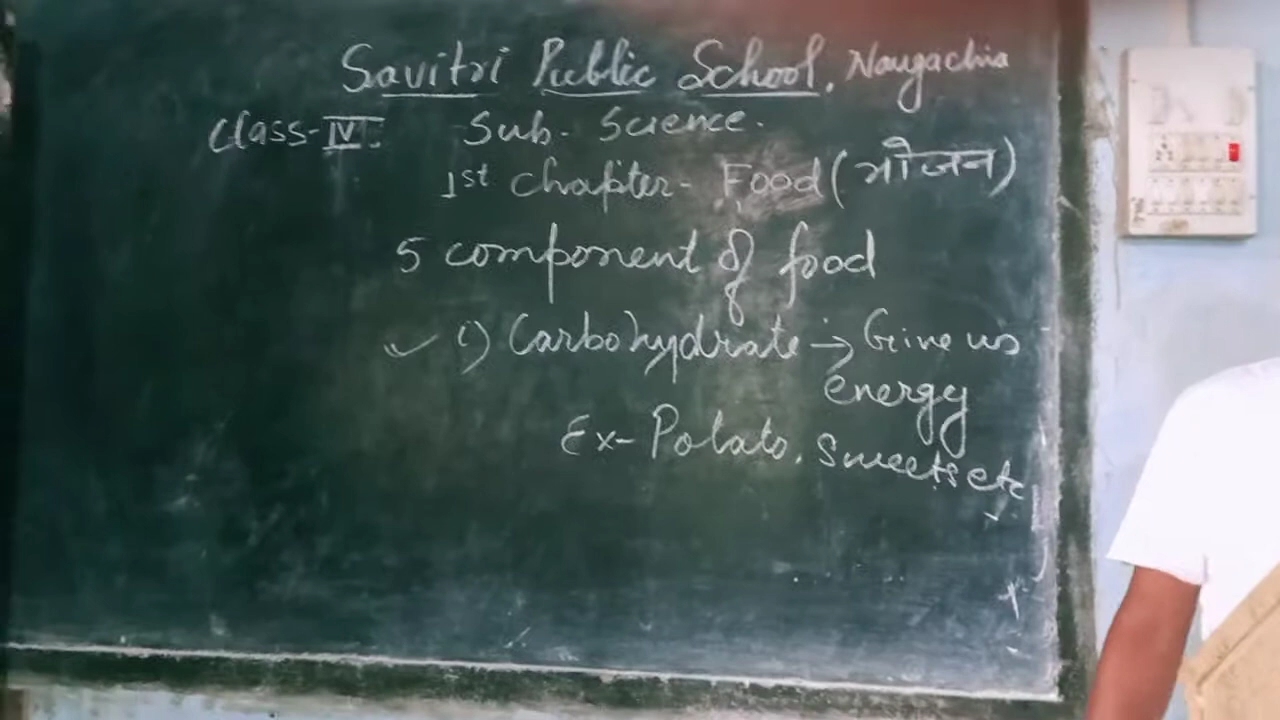 Savitri Public School, Naugachia
Class-IV. Sub- Science.
1st Chapter- Food (भोजन)
5 component of food
1) Carbohydrate → Give us
energy
Ex- Potato, Sweets etc